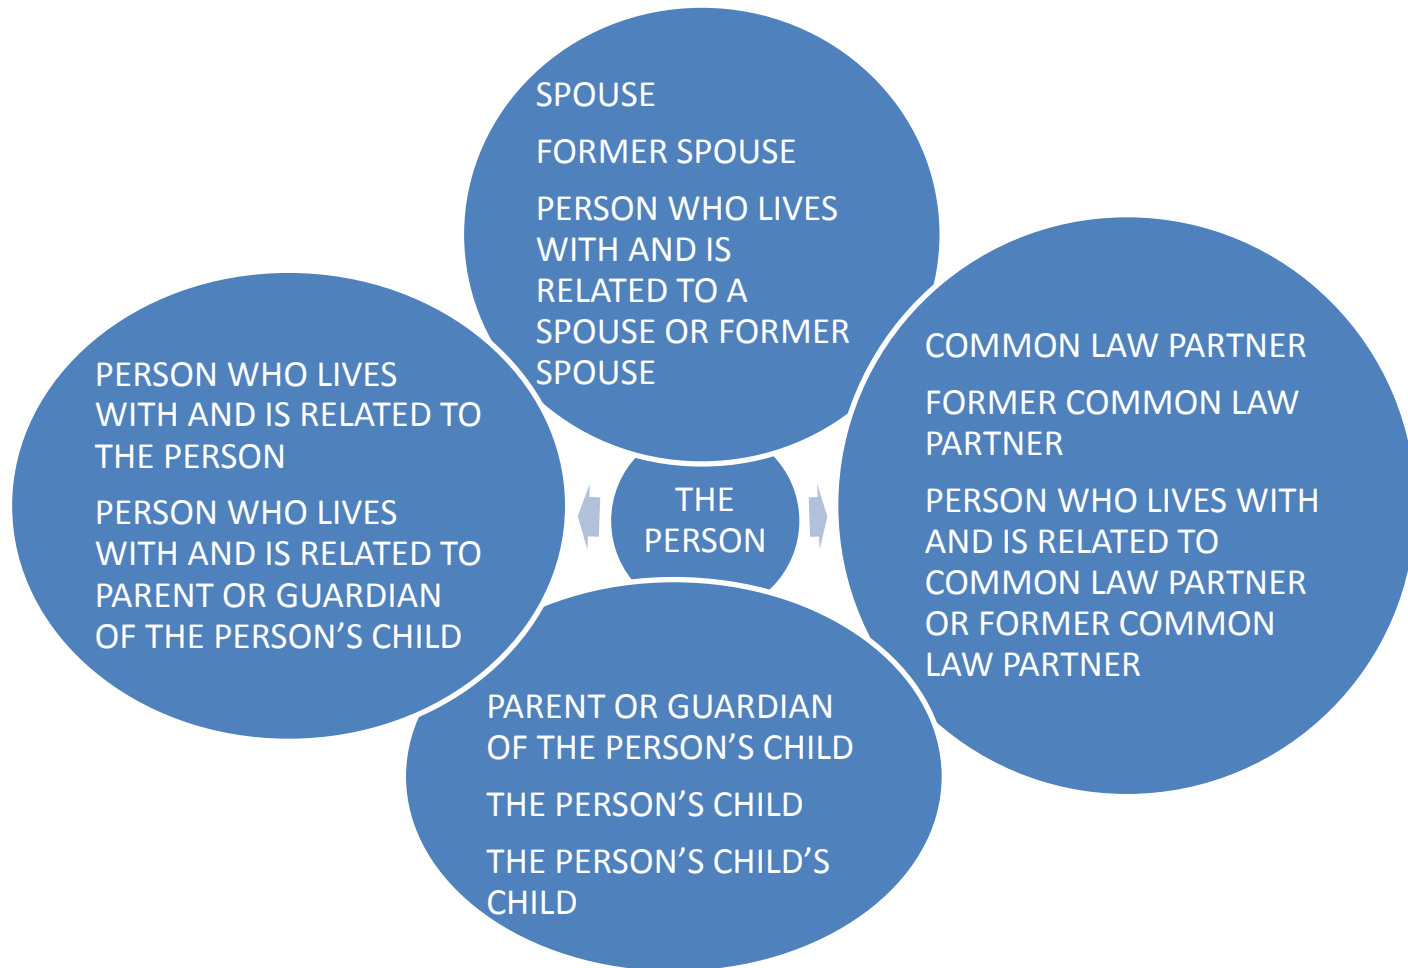 SPOUSE
FORMER SPOUSE
PERSON WHO LIVES
WITH AND IS
RELATED TO A
SPOUSE OR FORMER
SPOUSE
COMMON LAW PARTNER
FORMER COMMON LAW
PARTNER
PERSON WHO LIVES WITH
AND IS RELATED TO
COMMON LAW PARTNER
OR FORMER COMMON
LAW PARTNER
PERSON WHO LIVES
WITH AND IS RELATED TO
THE PERSON
PERSON WHO LIVES
WITH AND IS RELATED TO
PARENT OR GUARDIAN
OF THE PERSON’S CHILD
THE
PERSON
PARENT OR GUARDIAN
OF THE PERSON’S CHILD
THE PERSON’S CHILD
THE PERSON’S CHILD’S
CHILD